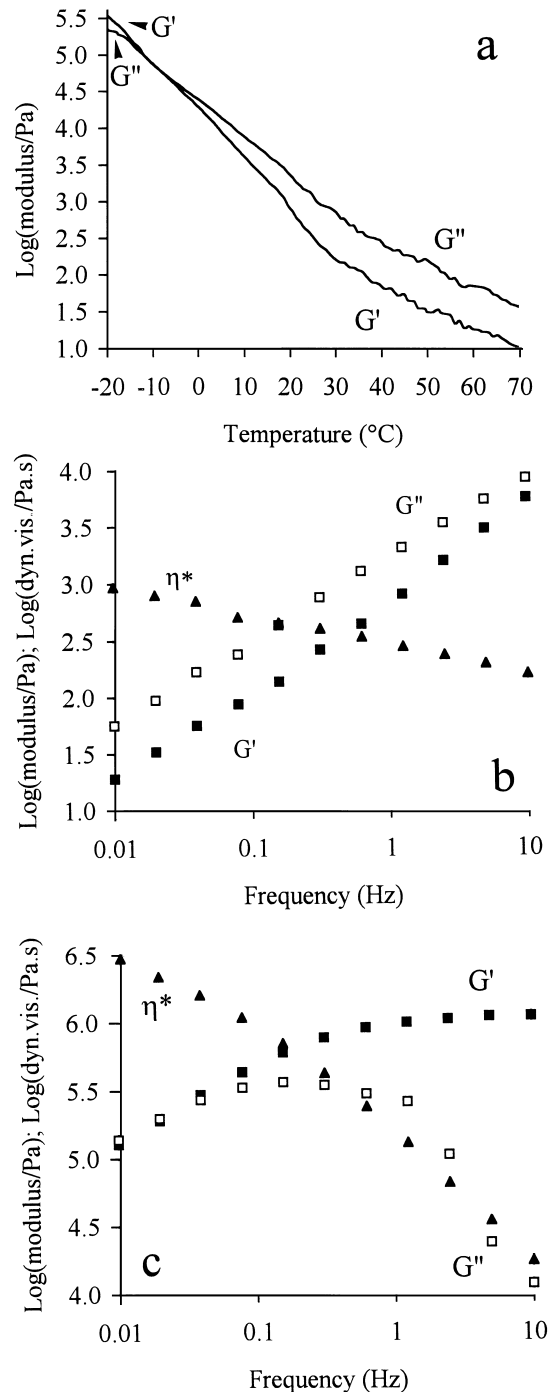 a
5.5
5.0
4.5
4.0
3.5
3.0
2.5
2.0
1.5
1.0
Log(modulus/Pa)
G'
G"
G"
G'
-20 -10 0 10 20 30 40 50 60 70
Temperature (°C)
4.0
3.5
3.0
2.5
2.0
1.5
1.0
Log(modulus/Pa); Log(dyn.vis./Pa.s)
G"
η*
G'
b
0.01 0.1 1 10
Frequency (Hz)
6.5
6.0
5.5
5.0
4.5
4.0
Log(modulus/Pa); Log(dyn.vis./Pa.s)
G'
η*
G"
c
0.01 0.1 1 10
Frequency (Hz)